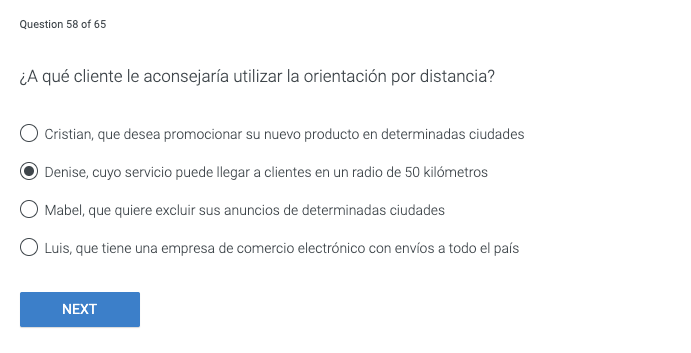 Question 58 of 65
¿A qué cliente le aconsejaría utilizar la orientación por distancia?
Cristian, que desea promocionar su nuevo producto en determinadas ciudades
Denise, cuyo servicio puede llegar a clientes en un radio de 50 kilómetros
Mabel, que quiere excluir sus anuncios de determinadas ciudades
Luis, que tiene una empresa de comercio electrónico con envíos a todo el país
NEXT